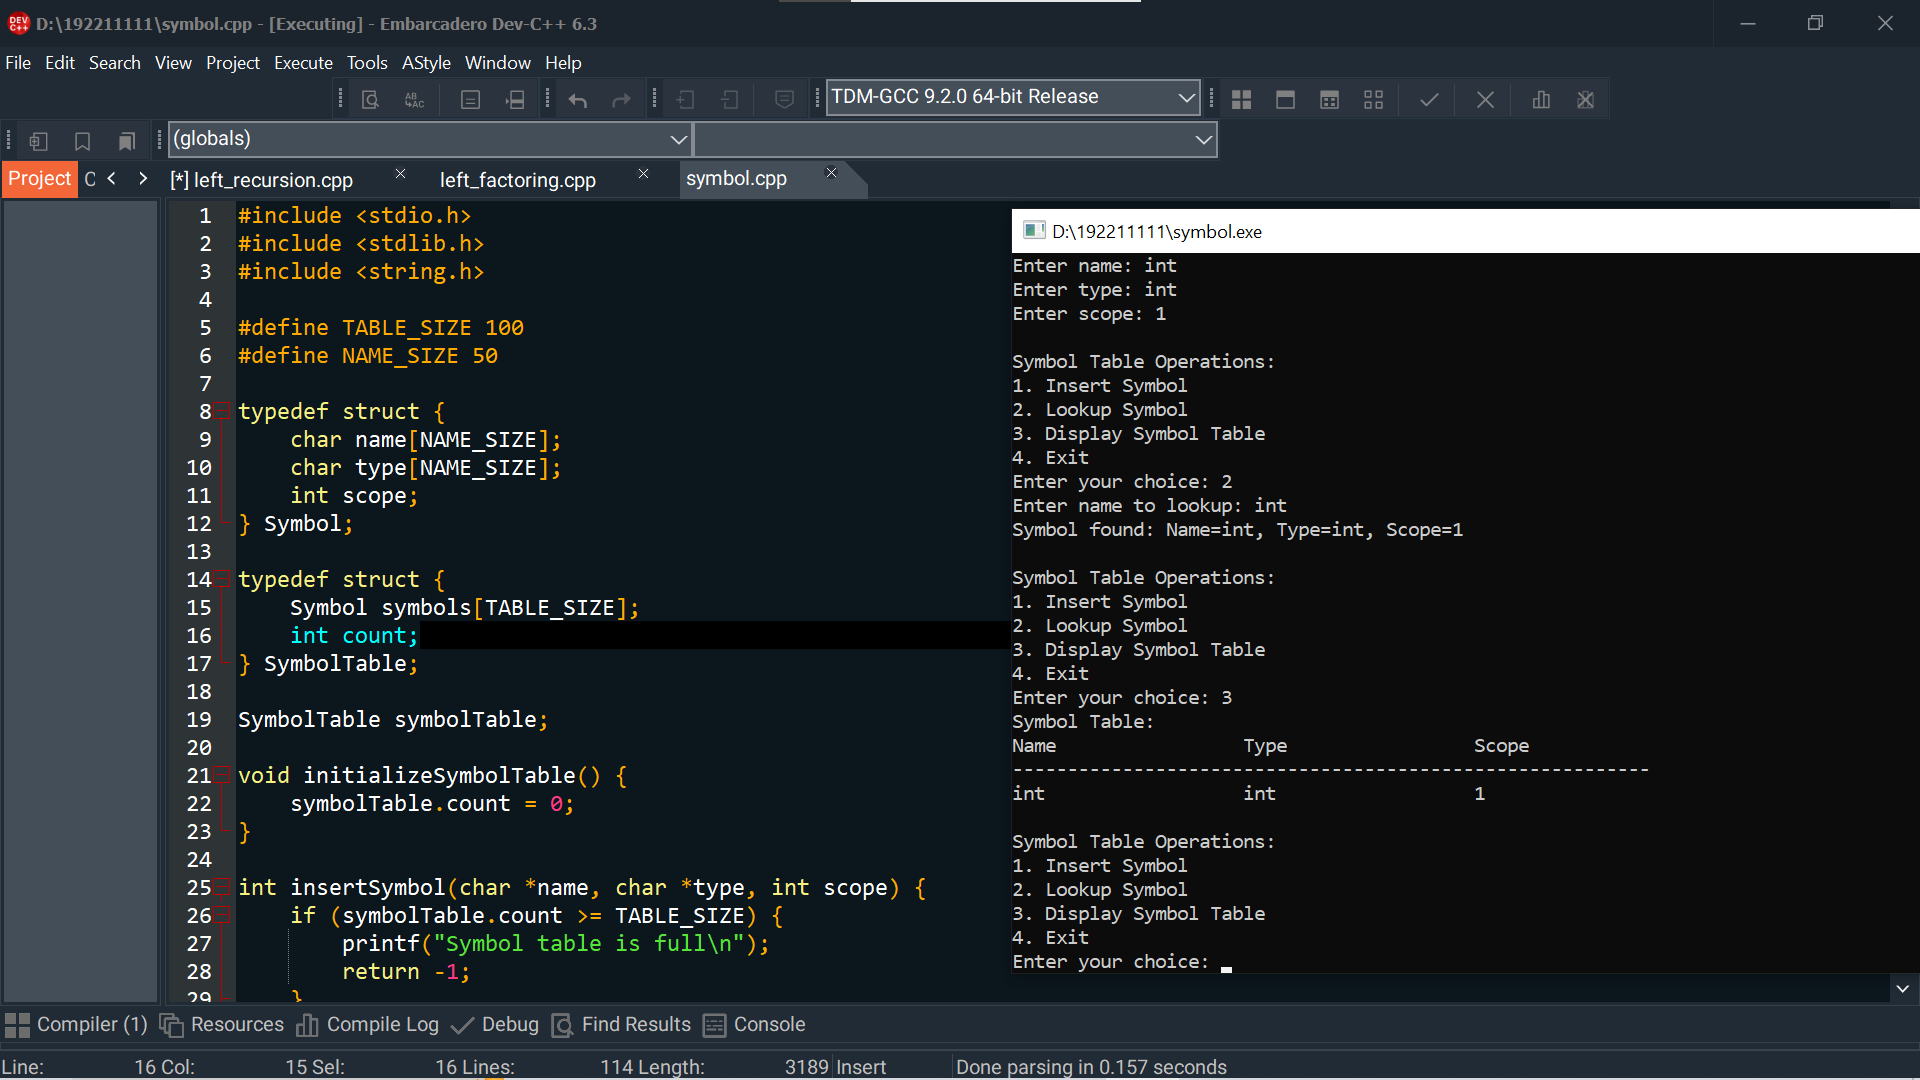 D:\192211111\symbol.cpp - [Executing] - Embarcadero Dev-C++ 6.3
File Edit Search View Project Execute Tools AStyle Window Help
TDM-GCC 9.2.0 64-bit Release
(globals)
Project
[*] left_recursion.cpp left_factoring.cpp symbol.cpp
1 #include <stdio.h>
2 #include <stdlib.h>
3 #include <string.h>
4
5 #define TABLE_SIZE 100
6 #define NAME_SIZE 50
7
8 typedef struct {
9 char name[NAME_SIZE];
10 char type[NAME_SIZE];
11 int scope;
12 } Symbol;
13
14 typedef struct {
15 Symbol symbols[TABLE_SIZE];
16 int count;
17 } SymbolTable;
18
19 SymbolTable symbolTable;
20
21 void initializeSymbolTable() {
22 symbolTable.count = 0;
23 }
24
25 int insertSymbol(char *name, char *type, int scope) {
26 if (symbolTable.count >= TABLE_SIZE) {
27 printf("Symbol table is full\n");
28 return -1;
29 }
D:\192211111\symbol.exe
Enter name: int
Enter type: int
Enter scope: 1
Symbol Table Operations:
1. Insert Symbol
2. Lookup Symbol
3. Display Symbol Table
4. Exit
Enter your choice: 2
Enter name to lookup: int
Symbol found: Name=int, Type=int, Scope=1
Symbol Table Operations:
1. Insert Symbol
2. Lookup Symbol
3. Display Symbol Table
4. Exit
Enter your choice: 3
Symbol Table:
Name Type Scope
----------------------------------------------------------
int int 1
Symbol Table Operations:
1. Insert Symbol
2. Lookup Symbol
3. Display Symbol Table
4. Exit
Enter your choice:
Compiler (1) Resources Compile Log Debug Find Results Console
Line: 16 Col: 15 Sel: 16 Lines: 114 Length: 3189 Insert Done parsing in 0.157 seconds